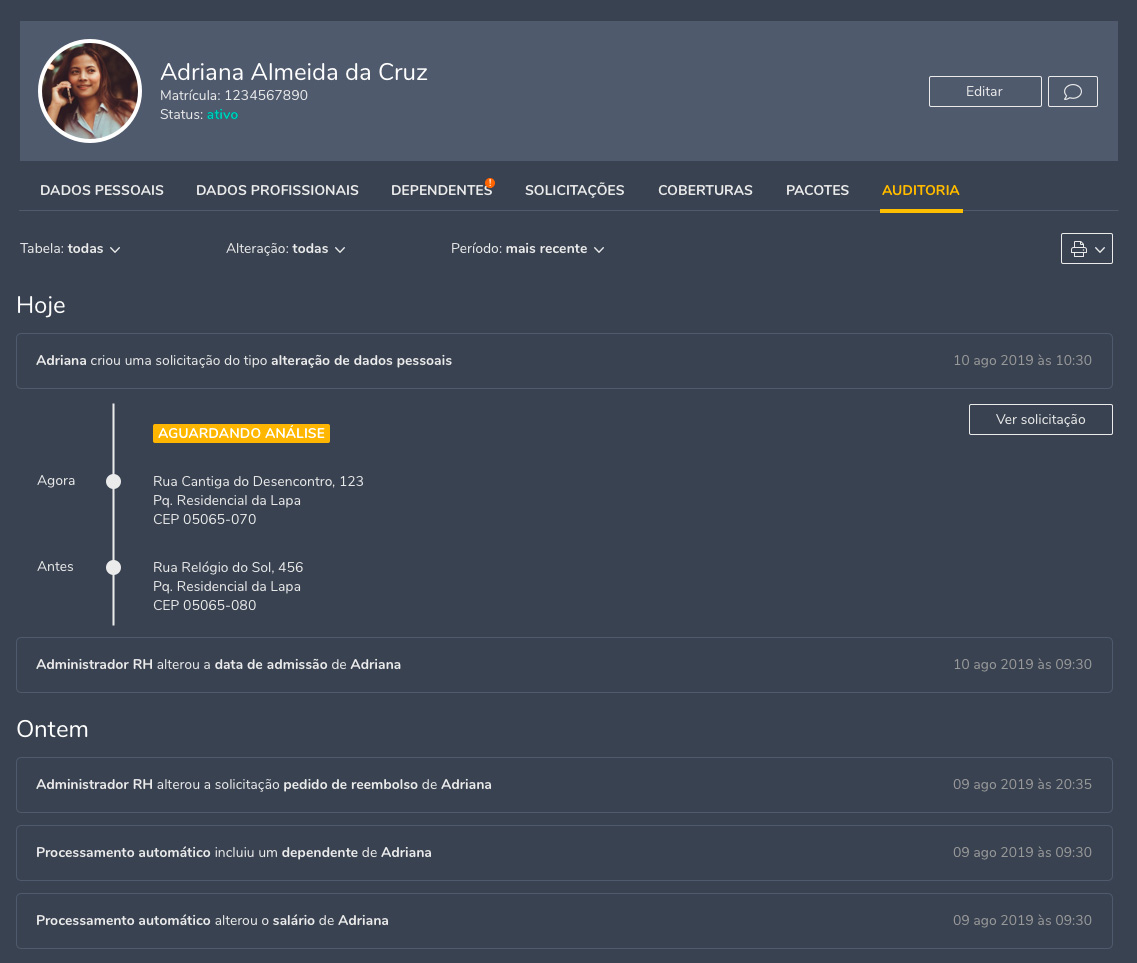 Adriana Almeida da Cruz
Matrícula: 1234567890
Status: ativo
Editar
DADOS PESSOAIS DADOS PROFISSIONAIS DEPENDENTES ! SOLICITAÇÕES COBERTURAS PACOTES AUDITORIA
Tabela: todas Alteração: todas Período: mais recente
Hoje
Adriana criou uma solicitação do tipo alteração de dados pessoais 10 ago 2019 às 10:30
Ver solicitação
AGUARDANDO ANÁLISE
Agora Rua Cantiga do Desencontro, 123
Pq. Residencial da Lapa
CEP 05065-070
Antes Rua Relógio do Sol, 456
Pq. Residencial da Lapa
CEP 05065-080
Administrador RH alterou a data de admissão de Adriana 10 ago 2019 às 09:30
Ontem
Administrador RH alterou a solicitação pedido de reembolso de Adriana 09 ago 2019 às 20:35
Processamento automático incluiu um dependente de Adriana 09 ago 2019 às 09:30
Processamento automático alterou o salário de Adriana 09 ago 2019 às 09:30